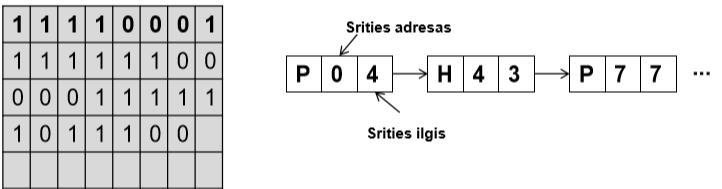 1 1 1 1 0 0 0 1
1 1 1 1 1 1 0 0
0 0 0 1 1 1 1 1
1 0 1 1 1 0 0
Srities adresas
P 0 4 H 4 3 P 7 7 ...
Srities ilgis